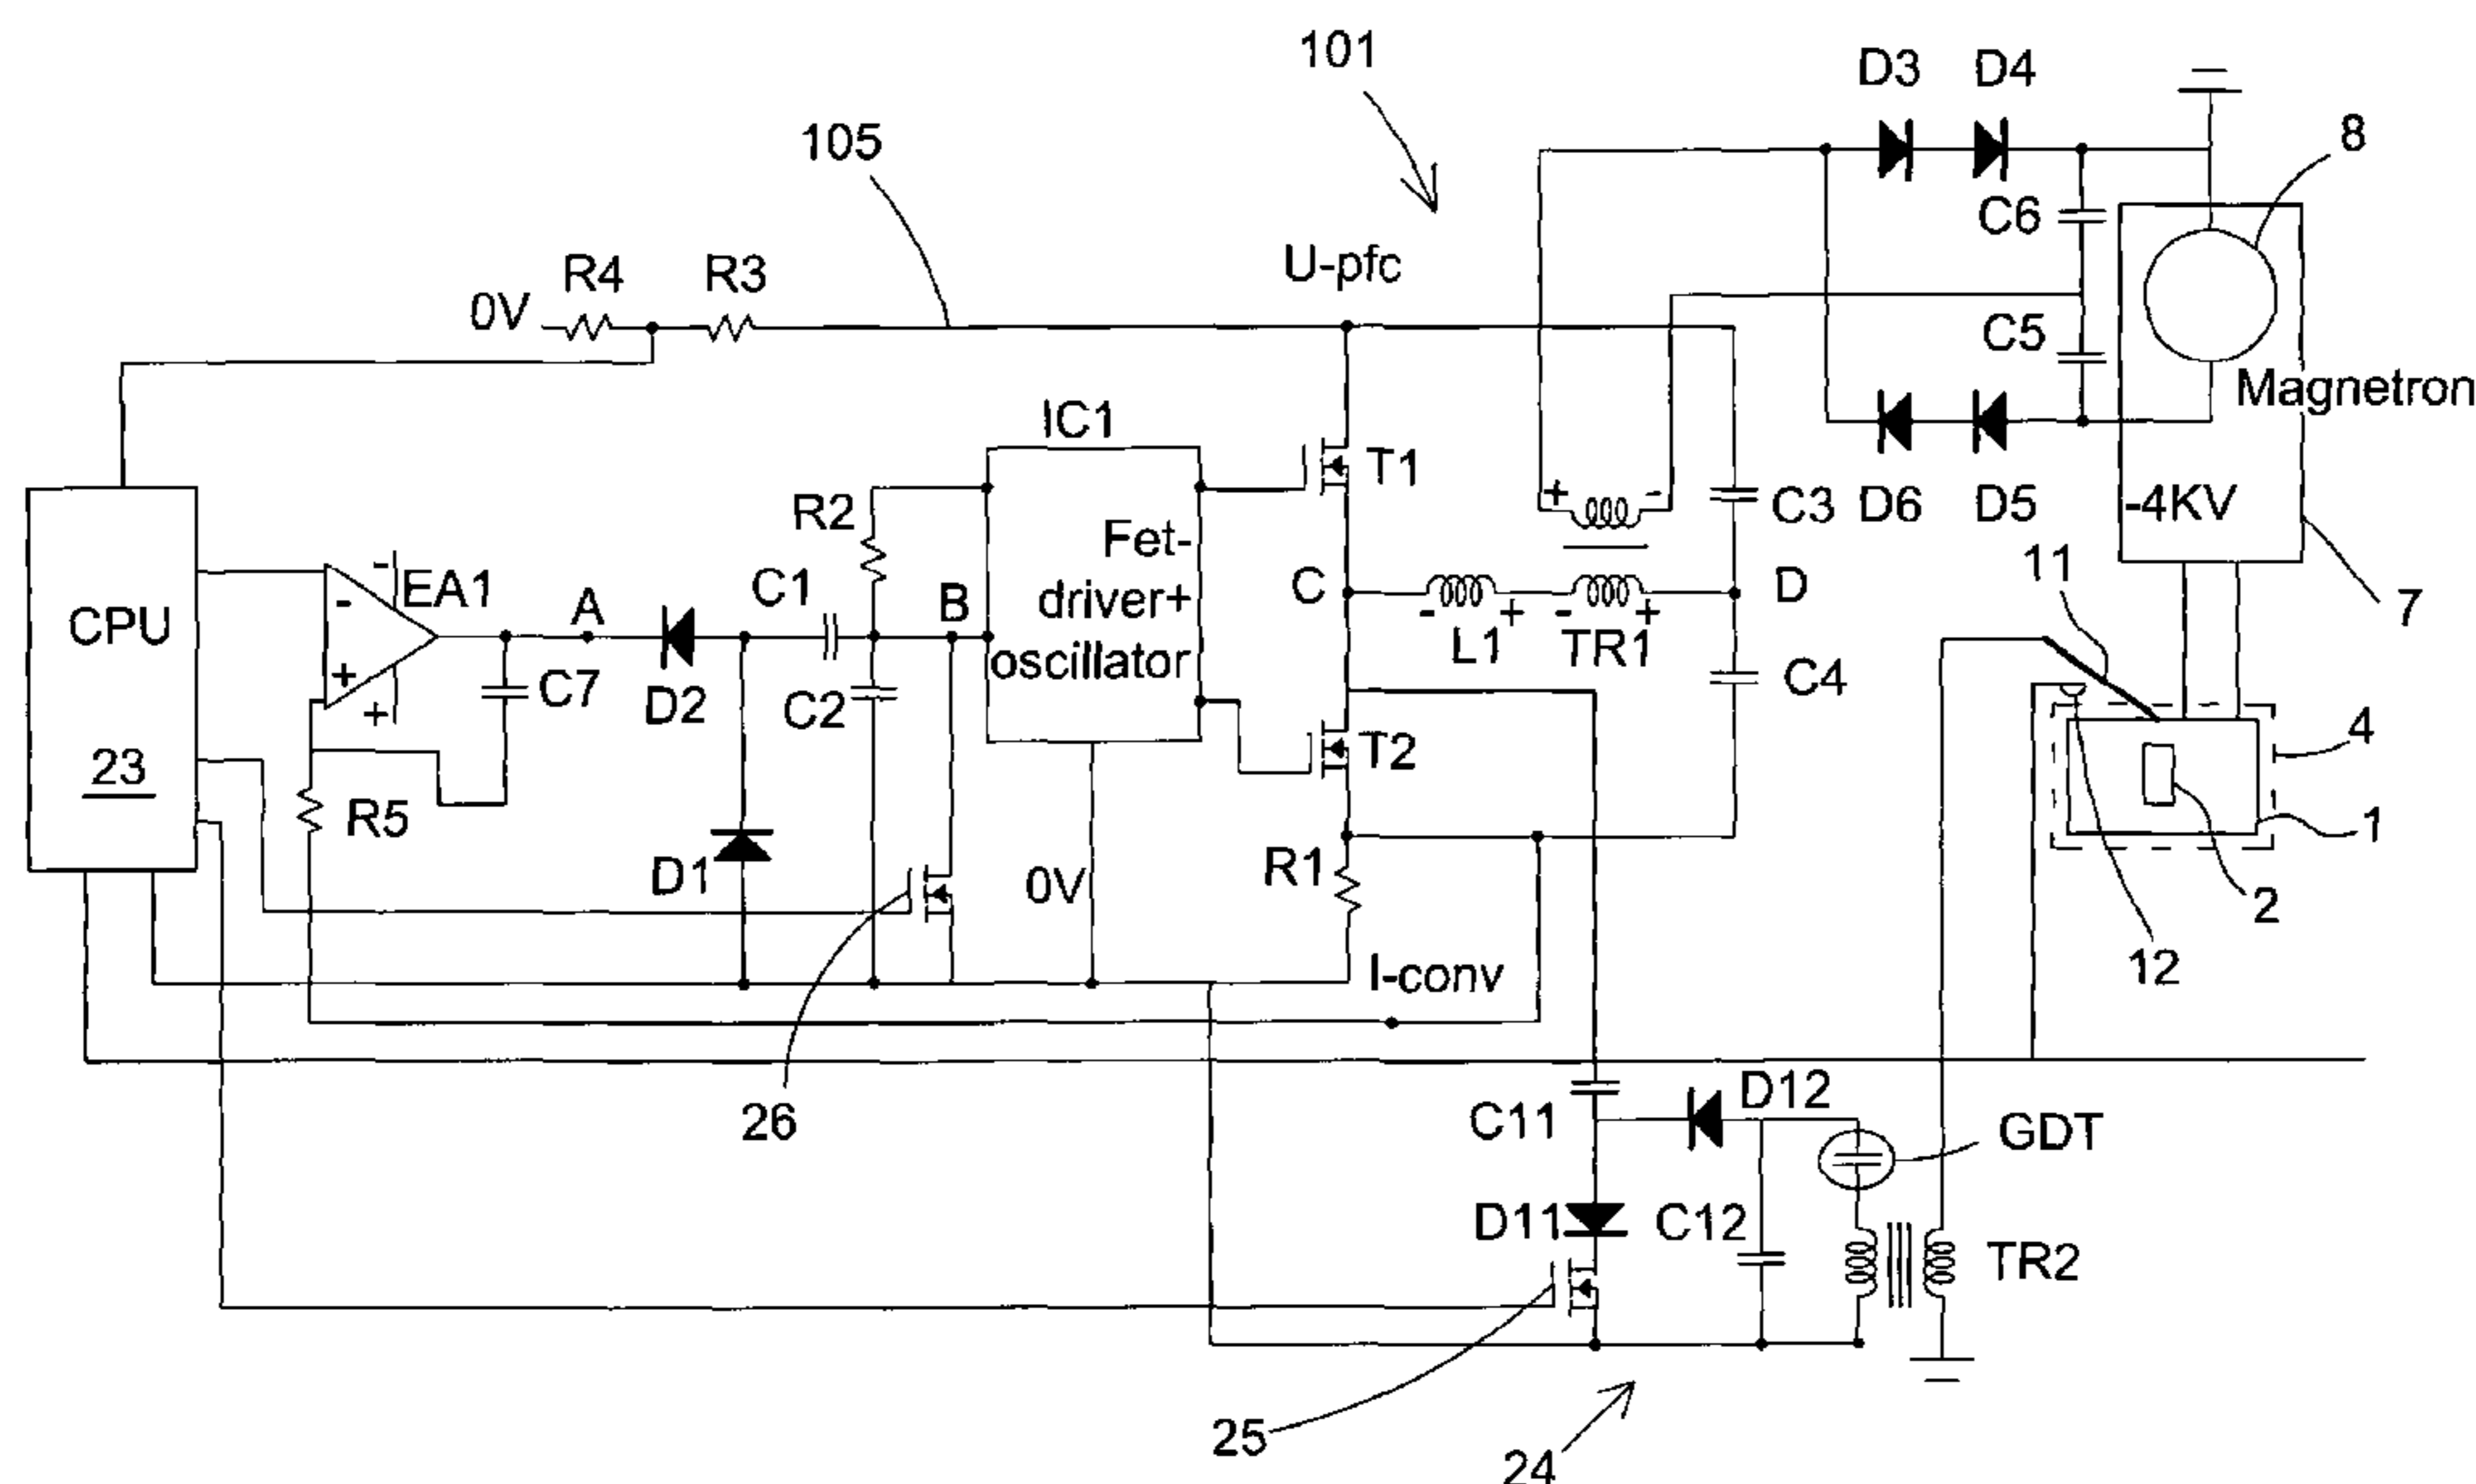 101
D3 D4
8
105
C6
U-pfc
R4 R3
0V
C5
Magnetron
IC1
T1
+ -
C3 D6 D5 -4KV
R2
Fet-
driver+
oscillator
11
- EA1
-
CPU
A
C1
B
C
D
7
- + - +
L1 TR1
+
+
C7
D2
C2
C4
T2
4
23
R5
D1
0V
R1
1
2
12
I-conv
26
C11
D12
GDT
D11
C12
TR2
25
24